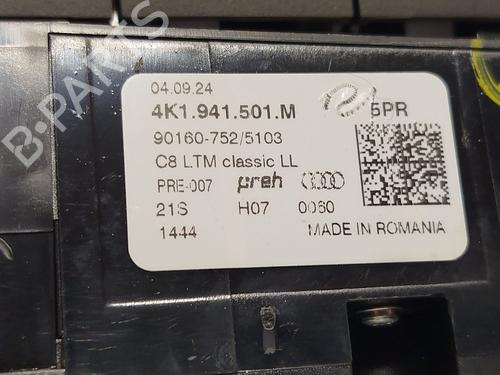 04.09.24
4K1.941.501.M 5PR
90160-752/5103
C8 LTM classic LL
PRE-007 preh
21S H07 0060
1444 MADE IN ROMANIA
B-PARTS